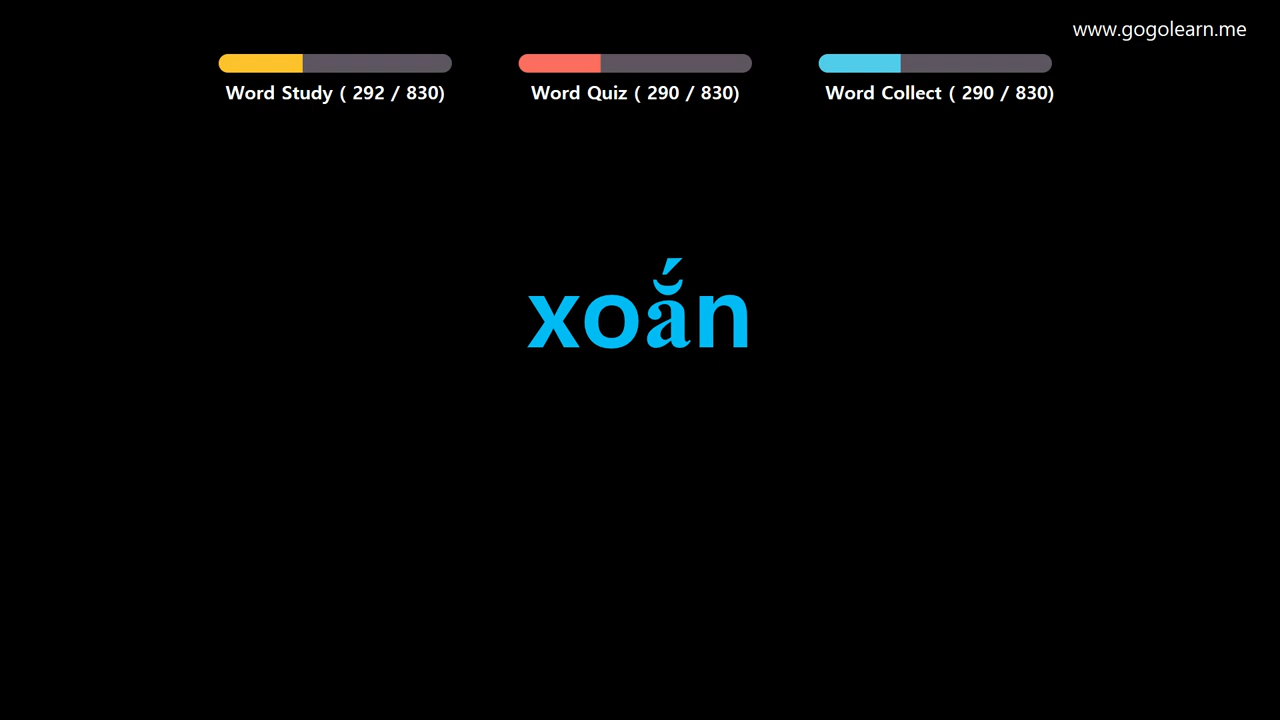 www.gogolearn.me
Word Study ( 292 / 830)
Word Quiz ( 290 / 830)
Word Collect ( 290 / 830)
xoắn